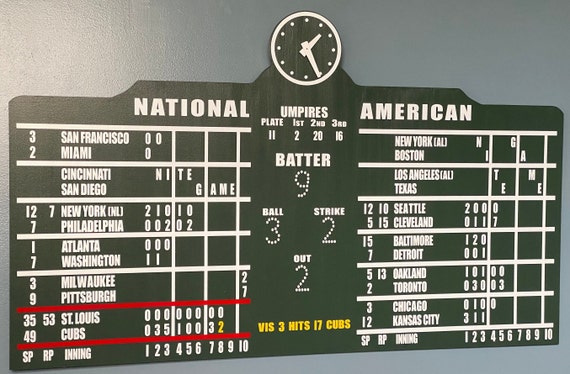 NATIONAL
3 SAN FRANCISCO 0 0
2 MIAMI 0
CINCINNATI N I T E
SAN DIEGO G A M E
12 7 NEW YORK (NL) 2 1 0 1 0
7 PHILADELPHIA 0 0 2 0 2
1 ATLANTA 0 0 0
7 WASHINGTON 1 1
3 MILWAUKEE 2
9 PITTSBURGH 7
35 53 ST. LOUIS 0 0 0 0 0 0 0 0
49 CUBS 0 3 5 1 0 0 3 2
SP RP INNING 1 2 3 4 5 6 7 8 9 10
UMPIRES
PLATE 1ST 2ND 3RD
11 2 20 16
BATTER
9
BALL STRIKE
3 2
OUT
2
VIS 3 HITS 17 CUBS
AMERICAN
NEW YORK (AL) N G
BOSTON I A
LOS ANGELES (AL) T M
TEXAS E E
12 10 SEATTLE 2 0 0 0
5 15 CLEVELAND 0 1 1 7
15 BALTIMORE 1 2 0
7 DETROIT 0 0 1
5 13 OAKLAND 1 0 1 0 0
2 TORONTO 0 3 0 0 3
3 CHICAGO 0 1 0 0
12 KANSAS CITY 3 1 1
SP RP INNING 1 2 3 4 5 6 7 8 9 10